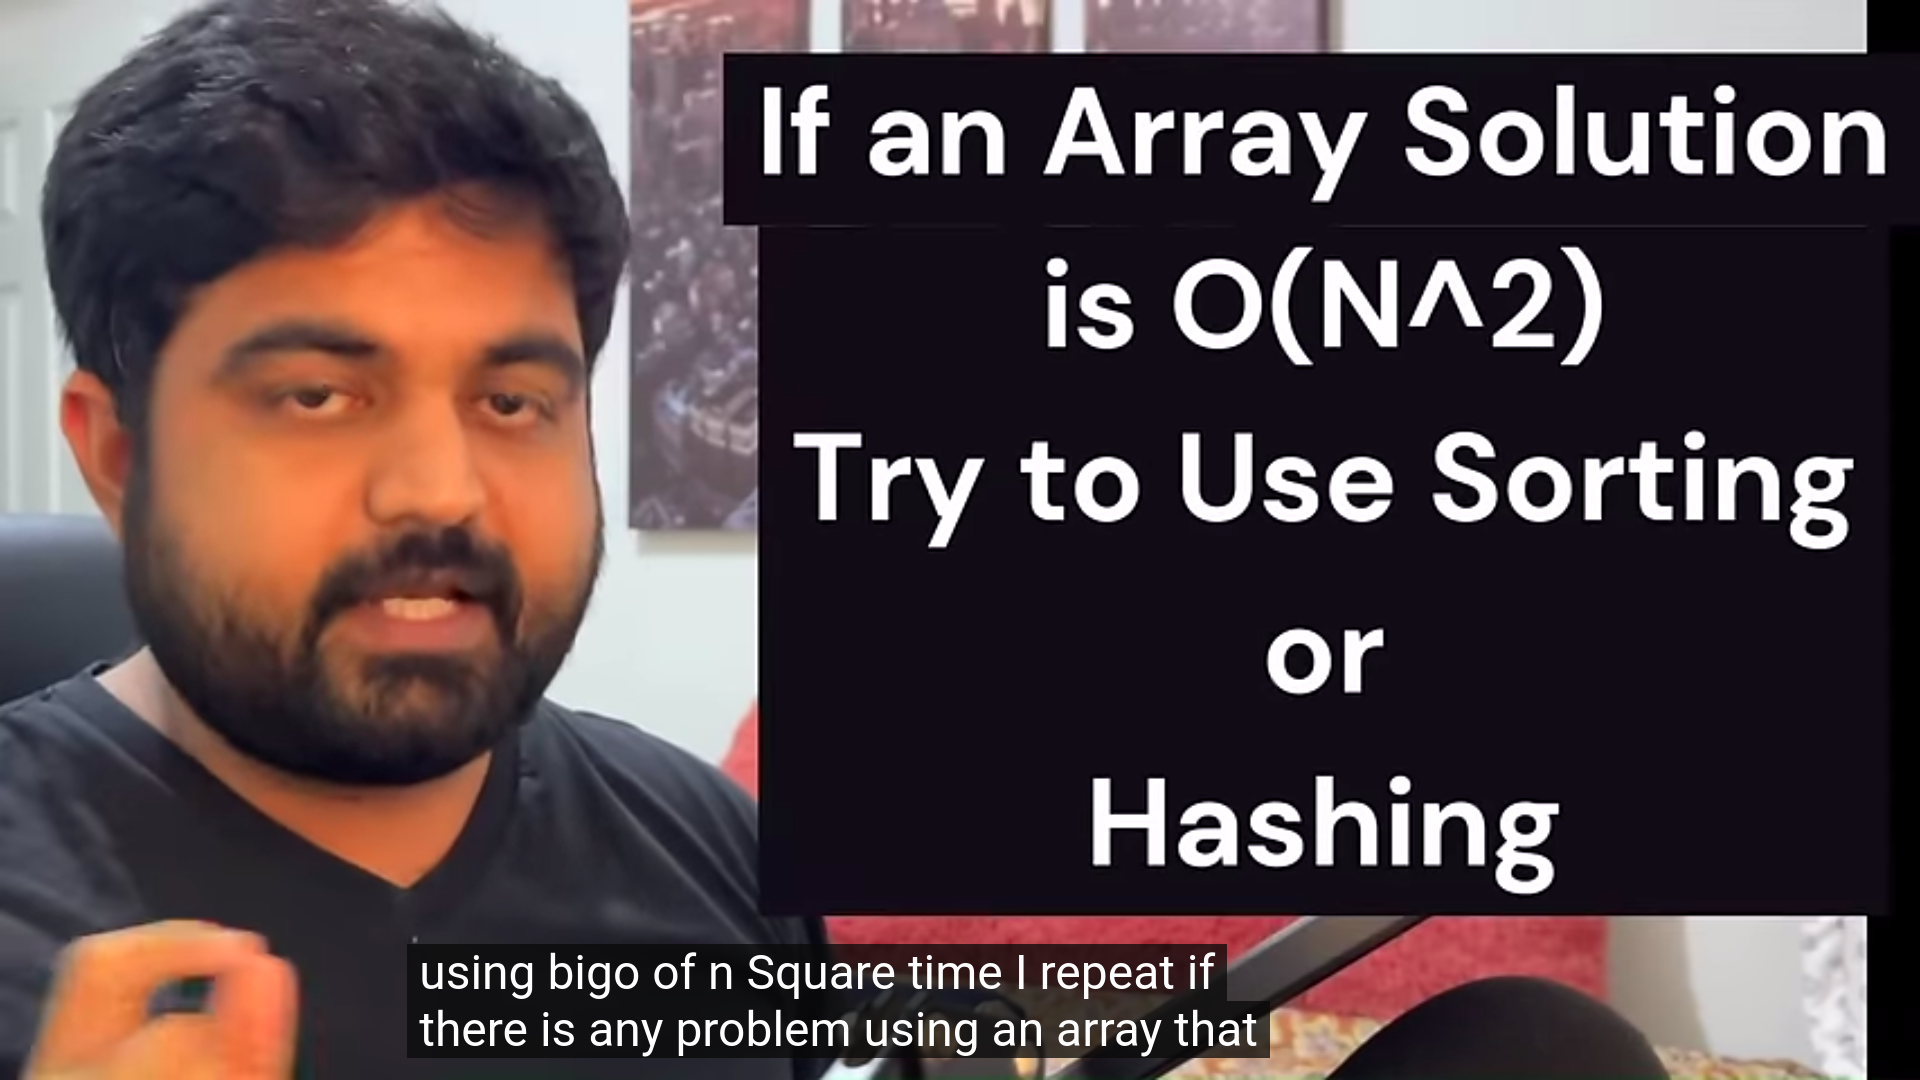 If an Array Solution
is O(N^2)
Try to Use Sorting
or
Hashing
using bigo of n Square time I repeat if
there is any problem using an array that